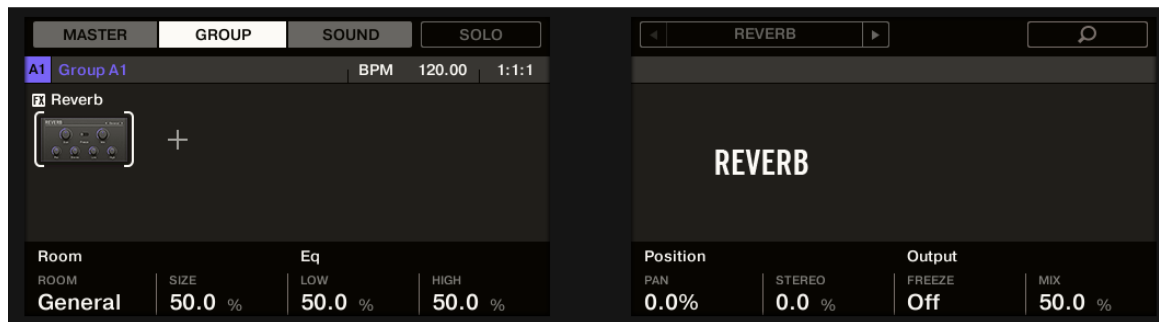 MASTER GROUP SOUND SOLO
A1 Group A1 BPM 120.00 1:1:1
FX Reverb
REVERB
Room Eq
ROOM SIZE LOW HIGH
General 50.0 % 50.0 % 50.0 %
REVERB
REVERB
Position Output
PAN STEREO FREEZE MIX
0.0% 0.0 % Off 50.0 %